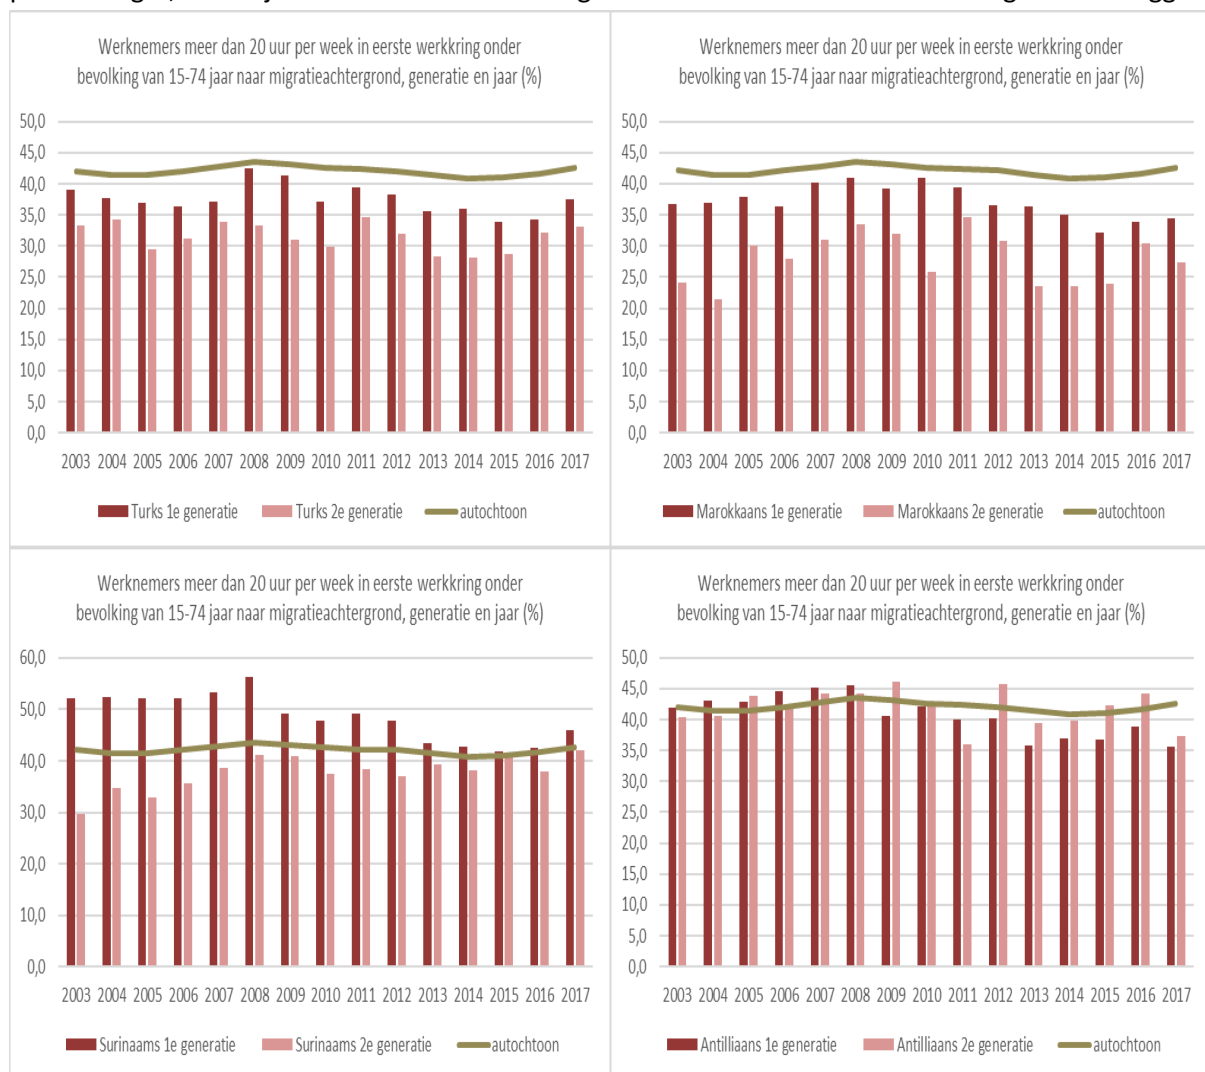 Werknemers meer dan 20 uur per week in eerste werkkring onder
bevolking van 15-74 jaar naar migratieachtergrond, generatie en jaar (%)
50,0
45,0
40,0
35,0
30,0
25,0
20,0
15,0
10,0
5,0
0,0
2003 2004 2005 2006 2007 2008 2009 2010 2011 2012 2013 2014 2015 2016 2017
Turks 1e generatie Turks 2e generatie autochtoon
Werknemers meer dan 20 uur per week in eerste werkkring onder
bevolking van 15-74 jaar naar migratieachtergrond, generatie en jaar (%)
50,0
45,0
40,0
35,0
30,0
25,0
20,0
15,0
10,0
5,0
0,0
2003 2004 2005 2006 2007 2008 2009 2010 2011 2012 2013 2014 2015 2016 2017
Marokkaans 1e generatie Marokkaans 2e generatie autochtoon
Werknemers meer dan 20 uur per week in eerste werkkring onder
bevolking van 15-74 jaar naar migratieachtergrond, generatie en jaar (%)
60,0
50,0
40,0
30,0
20,0
10,0
0,0
2003 2004 2005 2006 2007 2008 2009 2010 2011 2012 2013 2014 2015 2016 2017
Surinaams 1e generatie Surinaams 2e generatie autochtoon
Werknemers meer dan 20 uur per week in eerste werkkring onder
bevolking van 15-74 jaar naar migratieachtergrond, generatie en jaar (%)
50,0
45,0
40,0
35,0
30,0
25,0
20,0
15,0
10,0
5,0
0,0
2003 2004 2005 2006 2007 2008 2009 2010 2011 2012 2013 2014 2015 2016 2017
Antilliaans 1e generatie Antilliaans 2e generatie autochtoon